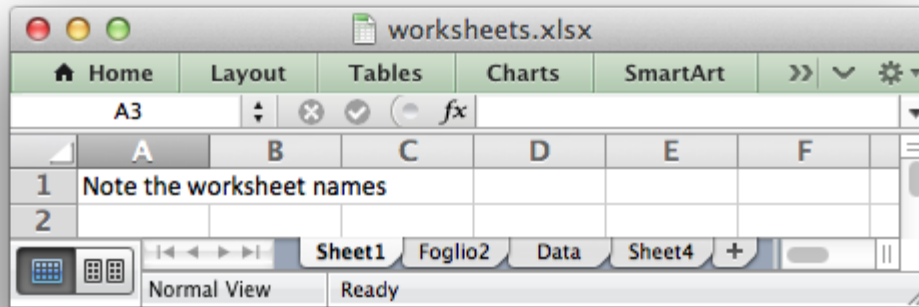 worksheets.xlsx
Home Layout Tables Charts SmartArt
A3 fx
A B C D E F
1 Note the worksheet names
2
Sheet1 Foglio2 Data Sheet4 +
Normal View Ready